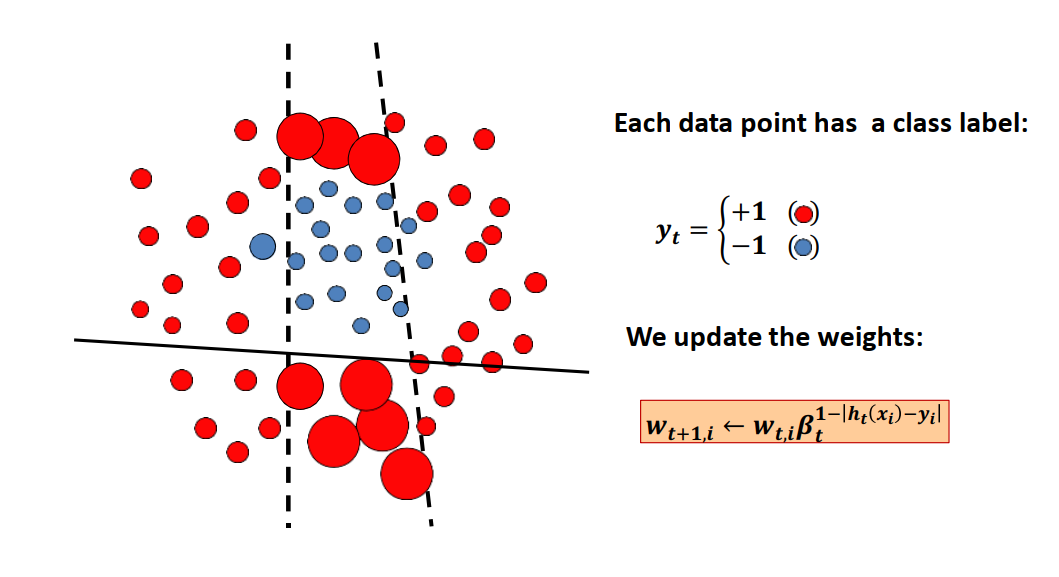 Each data point has a class label:
y_t = { +1 ( )
−1 ( )
We update the weights:
w_{t+1,i} ← w_{t,i} β_t^{1−|h_t(x_i)−y_i|}